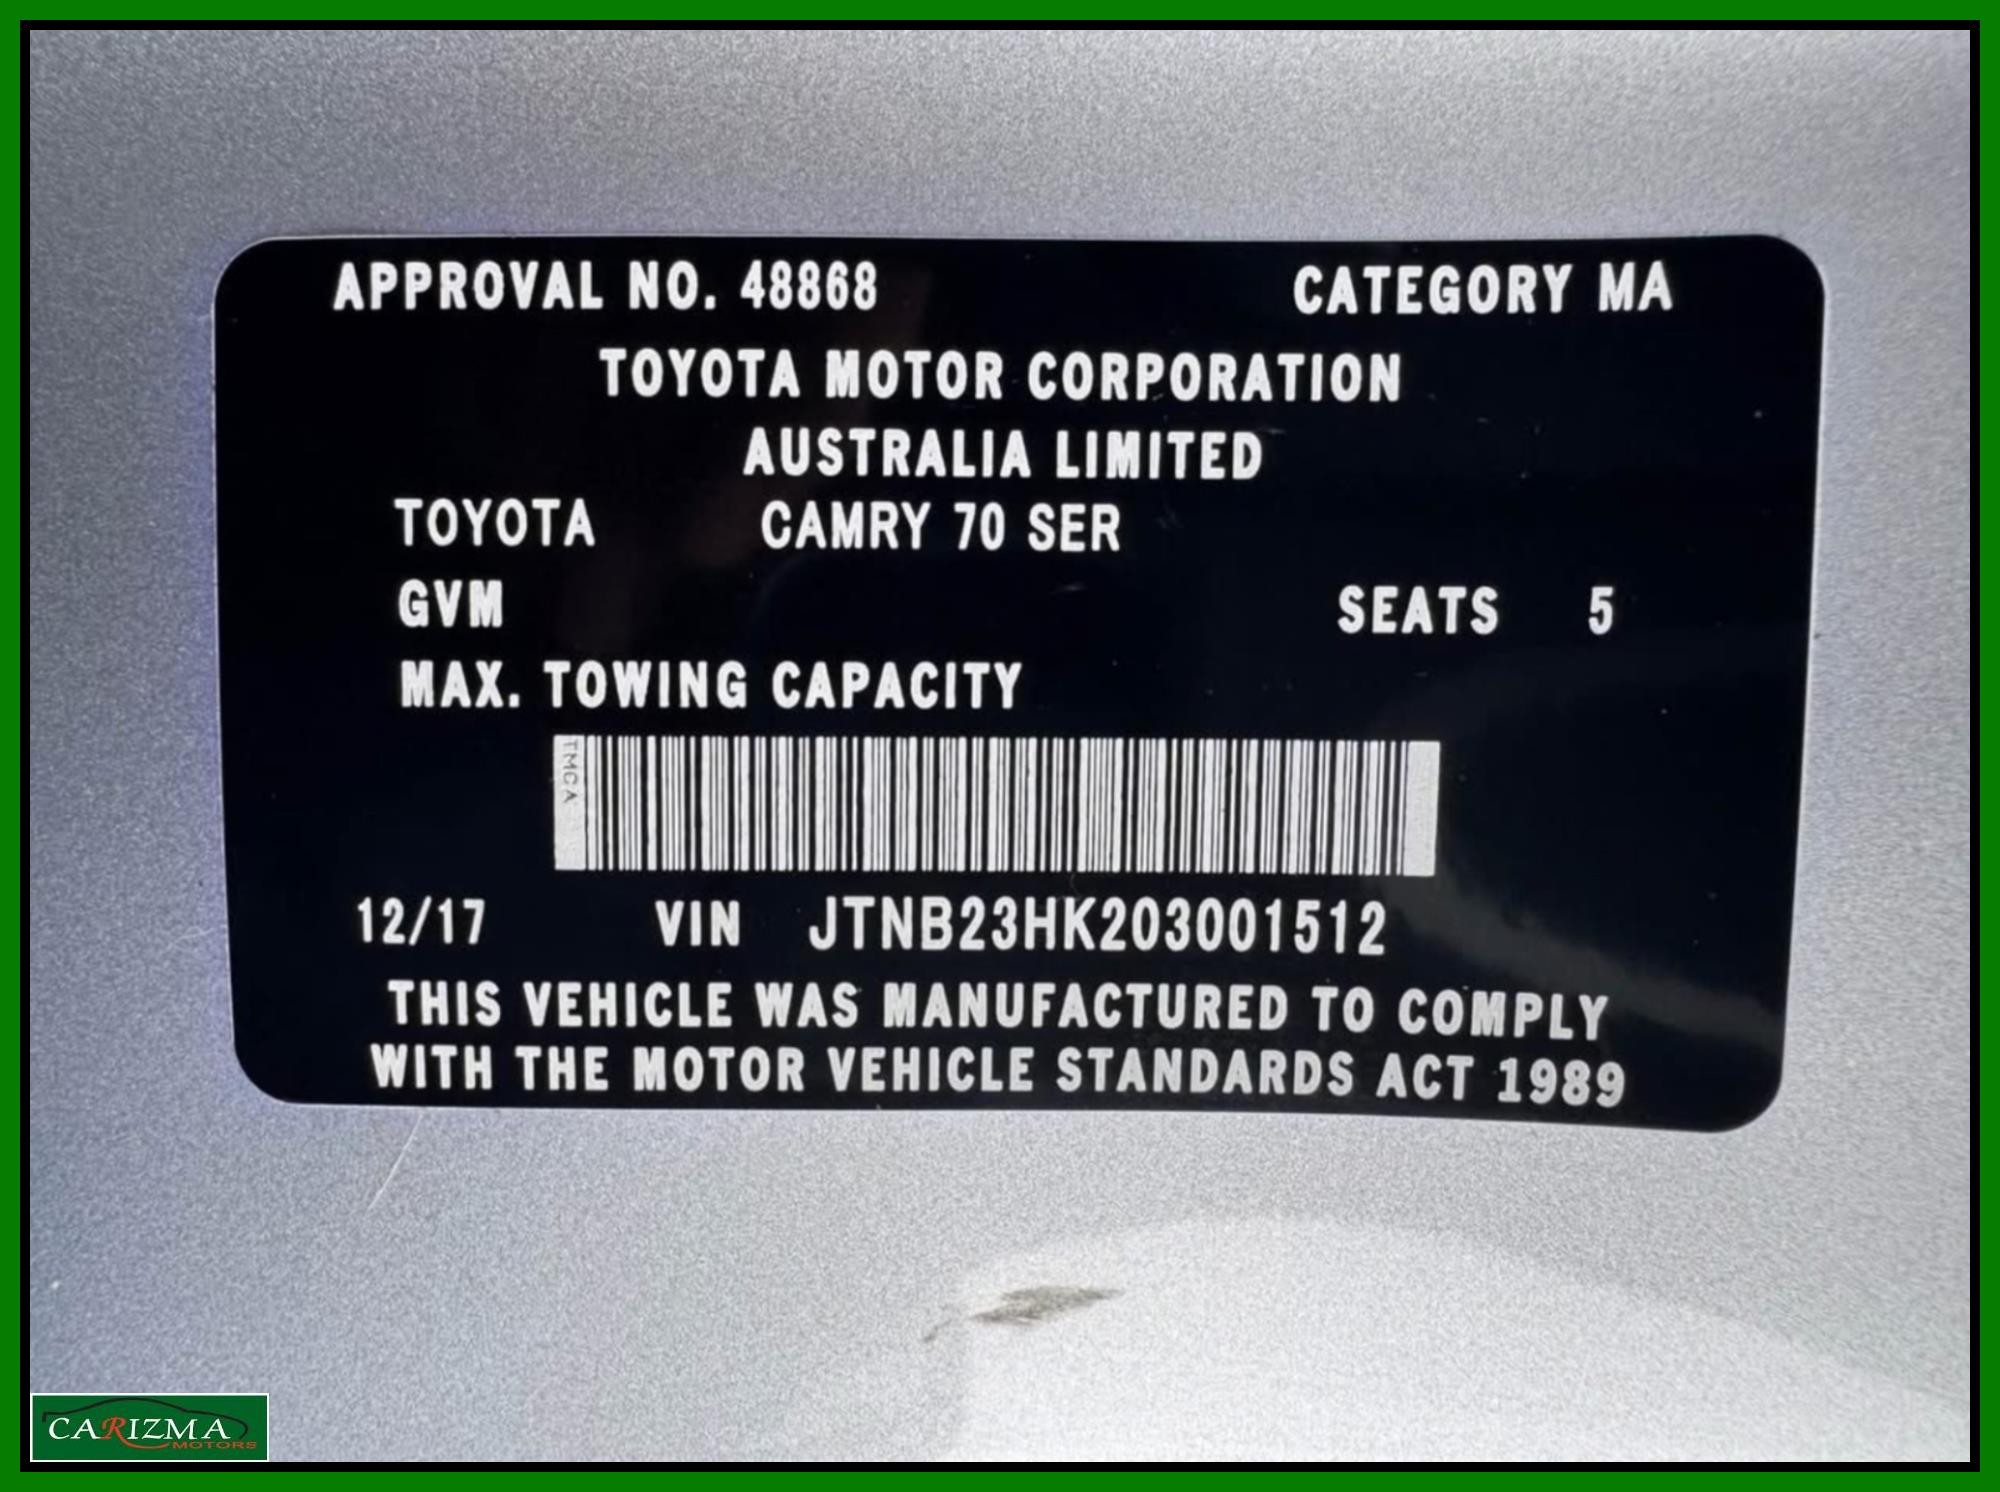 APPROVAL NO. 48868 CATEGORY MA
TOYOTA MOTOR CORPORATION
AUSTRALIA LIMITED
TOYOTA CAMRY 70 SER
GVM SEATS 5
MAX. TOWING CAPACITY
TMCA
12/17 VIN JTNB23HK203001512
THIS VEHICLE WAS MANUFACTURED TO COMPLY
WITH THE MOTOR VEHICLE STANDARDS ACT 1989
CARIZMA
MOTORS